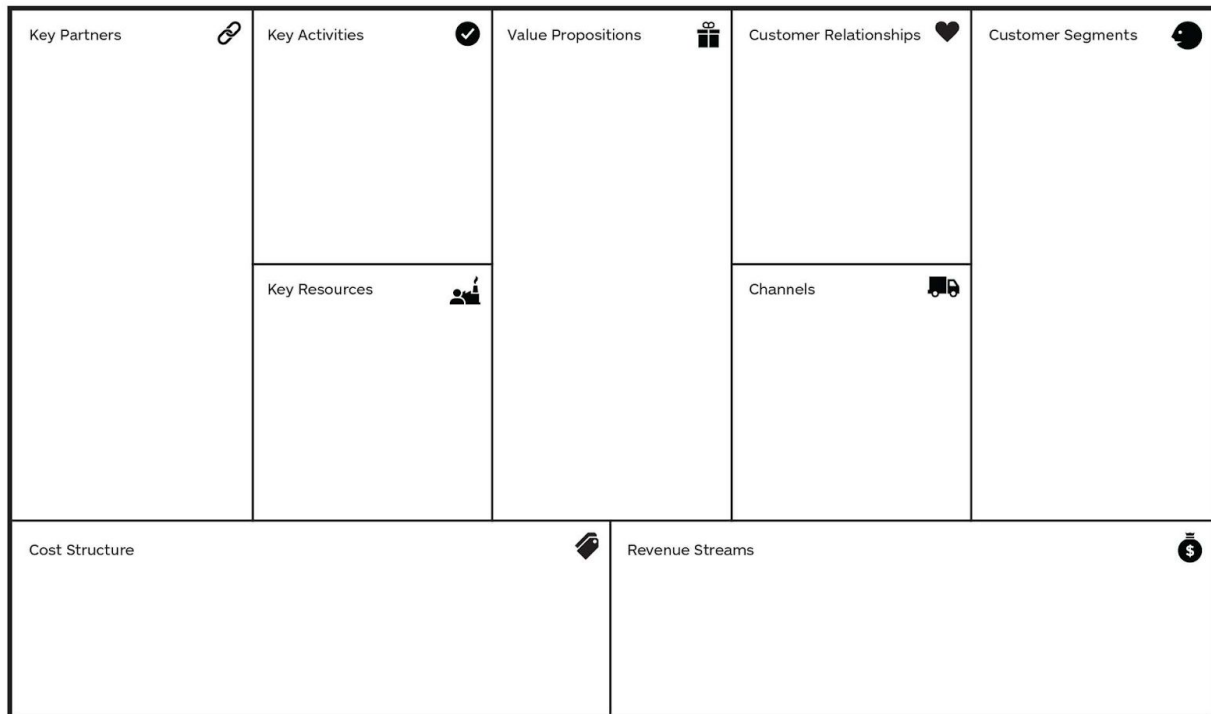 Key Partners
Key Activities
Value Propositions
Customer Relationships
Customer Segments
Key Resources
Channels
Cost Structure
Revenue Streams
$